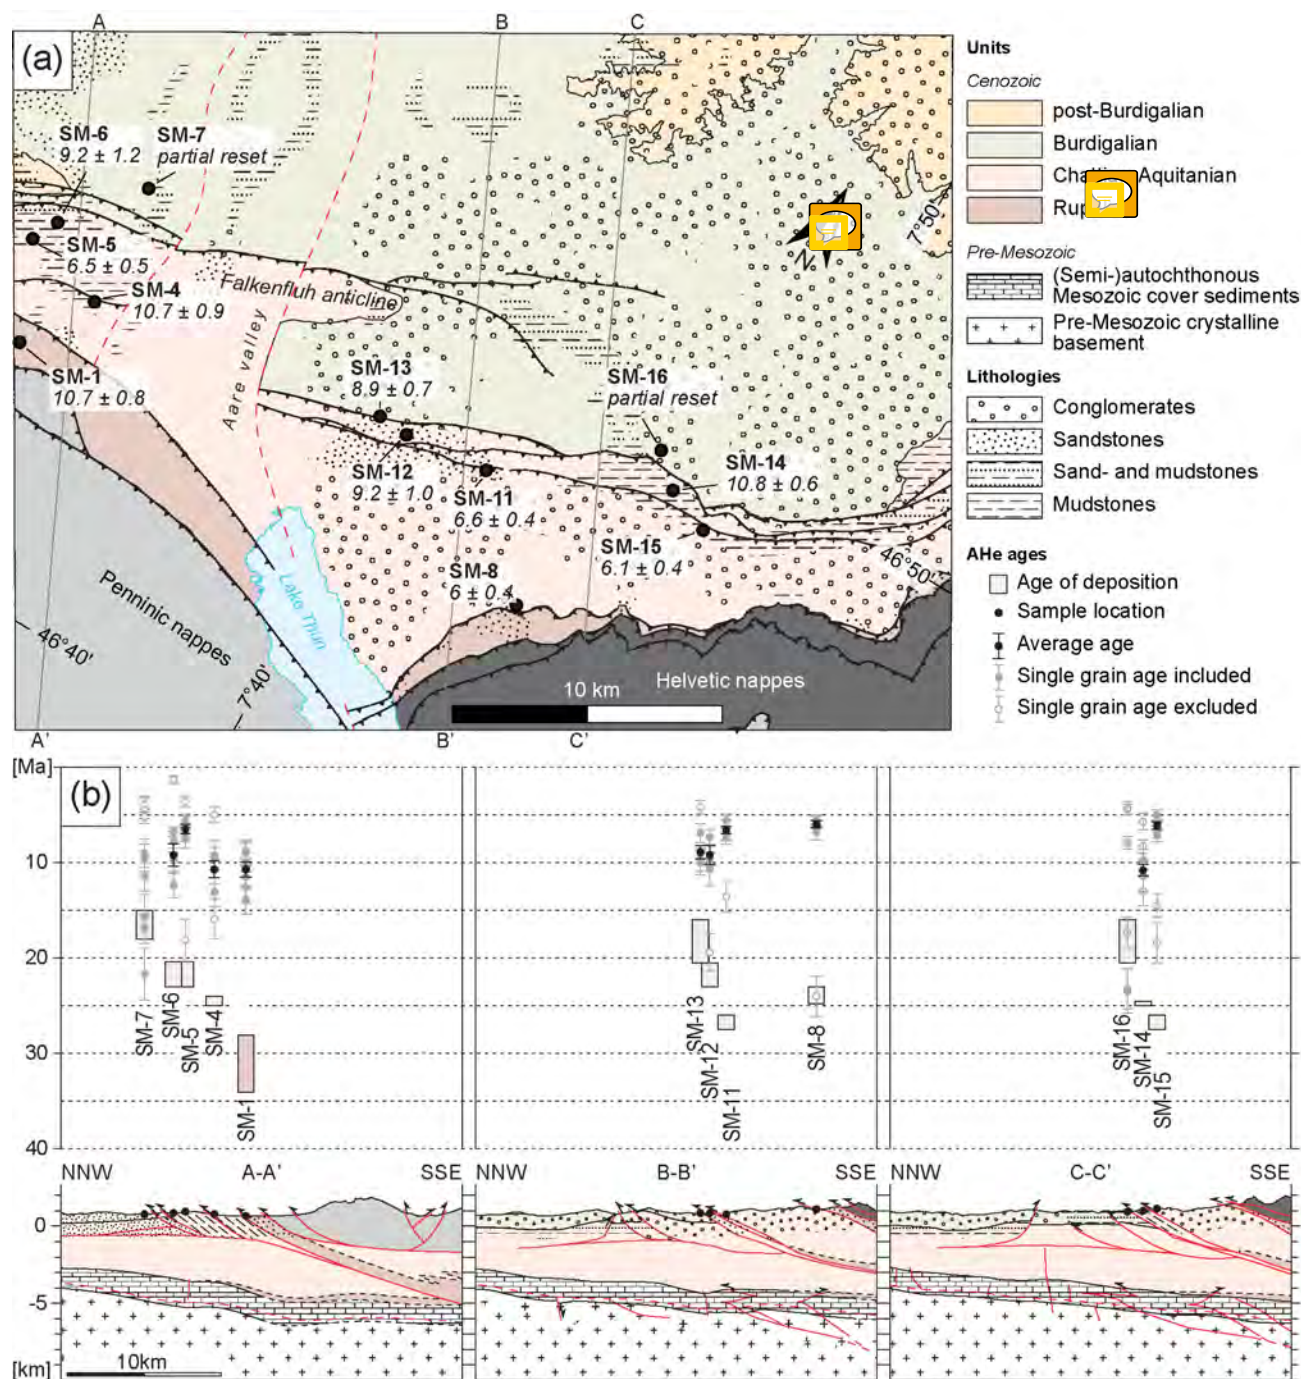 A
B
C
(a)
SM-6
9.2 ± 1.2
SM-7
partial reset
SM-5
6.5 ± 0.5
SM-4
10.7 ± 0.9
SM-1
10.7 ± 0.8
Falkenfluh anticline
Aare valley
SM-13
8.9 ± 0.7
SM-12
9.2 ± 1.0
SM-11
6.6 ± 0.4
SM-16
partial reset
SM-14
10.8 ± 0.6
SM-15
6.1 ± 0.4
SM-8
6 ± 0.4
N
7°50'
46°50'
46°40'
7°40'
Penninic nappes
Lake Thun
Helvetic nappes
10 km
A'
B'
C'
Units
Cenozoic
post-Burdigalian
Burdigalian
Aquitanian
Pre-Mesozoic
(Semi-)autochthonous
Mesozoic cover sediments
Pre-Mesozoic crystalline
basement
Lithologies
Conglomerates
Sandstones
Sand- and mudstones
Mudstones
AHe ages
Age of deposition
Sample location
Average age
Single grain age included
Single grain age excluded
[Ma]
(b)
10
20
30
40
SM-7
SM-6
SM-5
SM-4
SM-1
SM-13
SM-12
SM-11
SM-8
SM-16
SM-14
SM-15
NNW A-A' SSE
NNW B-B' SSE
NNW C-C' SSE
0
-5
[km]
10km